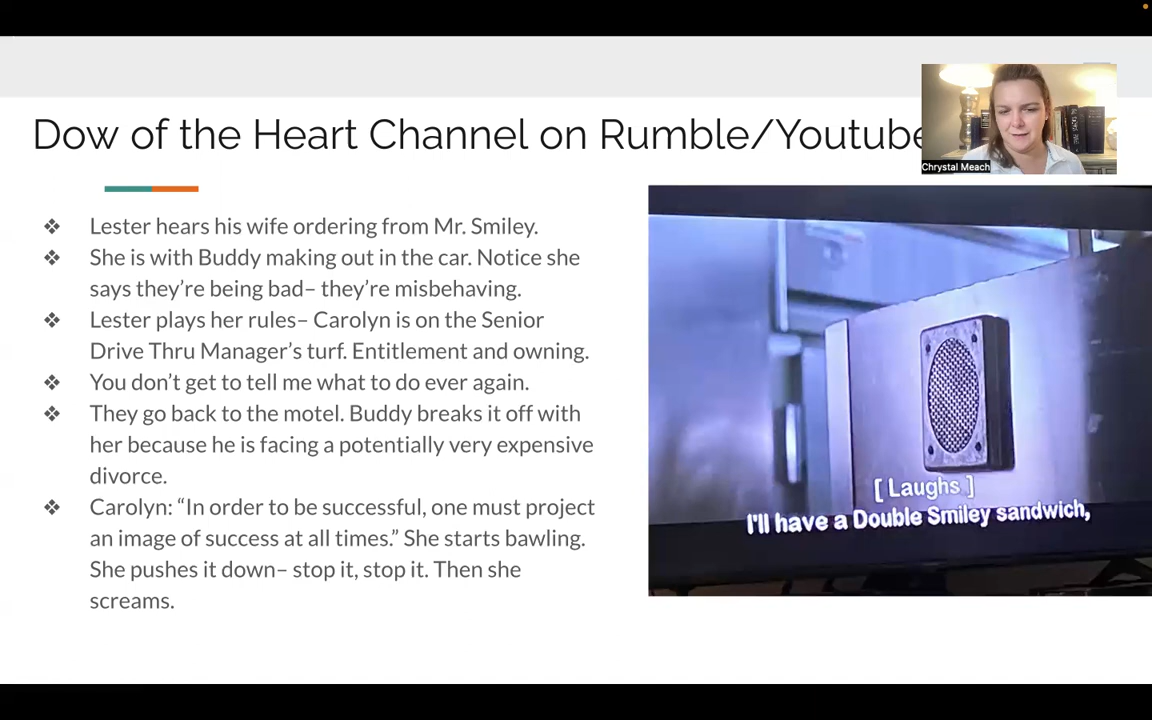 Dow of the Heart Channel on Rumble/Youtube
Chrystal Meach
❖ Lester hears his wife ordering from Mr. Smiley.
❖ She is with Buddy making out in the car. Notice she
says they’re being bad– they’re misbehaving.
❖ Lester plays her rules– Carolyn is on the Senior
Drive Thru Manager’s turf. Entitlement and owning.
❖ You don’t get to tell me what to do ever again.
❖ They go back to the motel. Buddy breaks it off with
her because he is facing a potentially very expensive
divorce.
❖ Carolyn: “In order to be successful, one must project
an image of success at all times.” She starts bawling.
She pushes it down– stop it, stop it. Then she
screams.
[ Laughs ]
I'll have a Double Smiley sandwich,